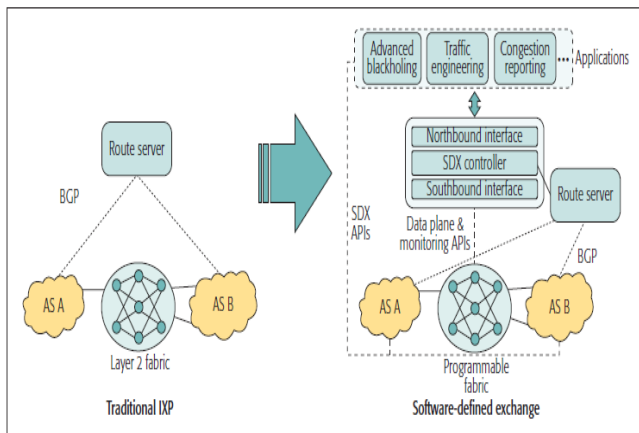 Advanced
blackholing
Traffic
engineering
Congestion
reporting
••• Applications
Route server
BGP
AS A
AS B
Layer 2 fabric
Traditional IXP
Northbound interface
SDX controller
Southbound interface
Route server
SDX
APIs
Data plane &
monitoring APIs
BGP
AS A
AS B
Programmable
fabric
Software-defined exchange